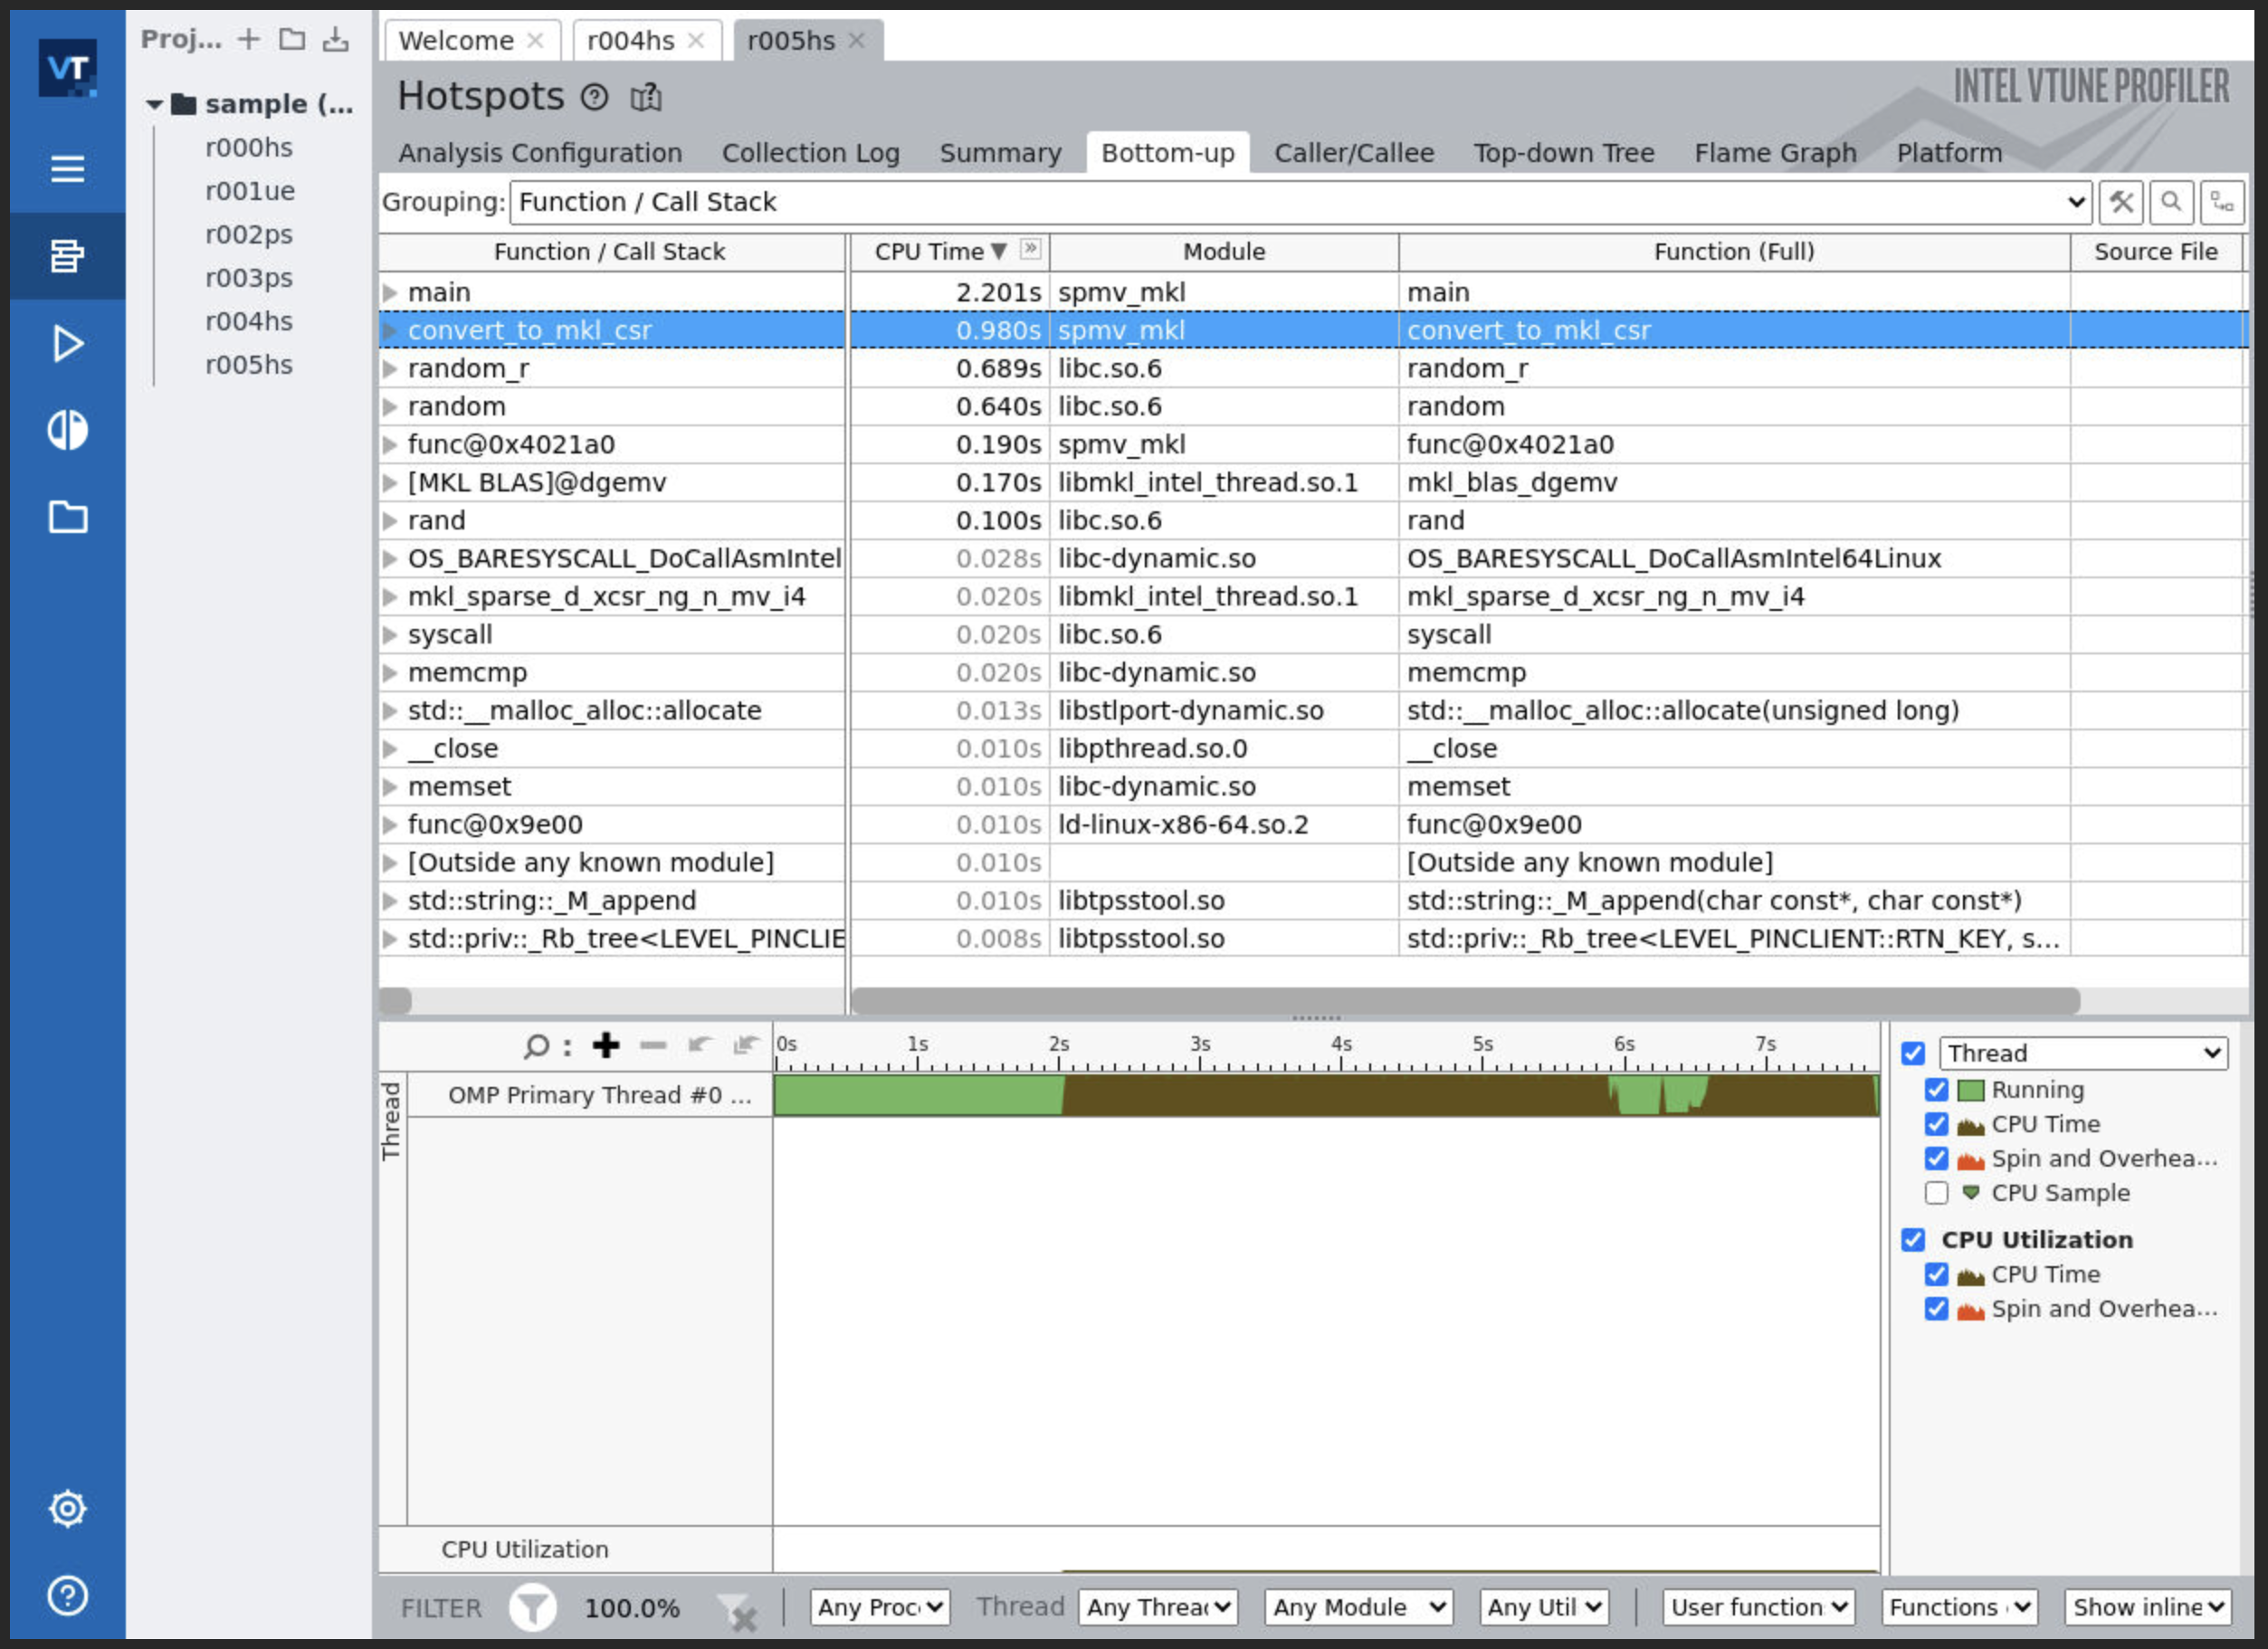 Proj...
VT
sample (...
r000hs
r001ue
r002ps
r003ps
r004hs
r005hs
Welcome r004hs r005hs
Hotspots
INTEL VTUNE PROFILER
Analysis Configuration Collection Log Summary Bottom-up Caller/Callee Top-down Tree Flame Graph Platform
Grouping: Function / Call Stack
Function / Call Stack CPU Time Module Function (Full) Source File
main 2.201s spmv_mkl main
convert_to_mkl_csr 0.980s spmv_mkl convert_to_mkl_csr
random_r 0.689s libc.so.6 random_r
random 0.640s libc.so.6 random
func@0x4021a0 0.190s spmv_mkl func@0x4021a0
[MKL BLAS]@dgemv 0.170s libmkl_intel_thread.so.1 mkl_blas_dgemv
rand 0.100s libc.so.6 rand
OS_BARESYSCALL_DoCallAsmIntel 0.028s libc-dynamic.so OS_BARESYSCALL_DoCallAsmIntel64Linux
mkl_sparse_d_xcsr_ng_n_mv_i4 0.020s libmkl_intel_thread.so.1 mkl_sparse_d_xcsr_ng_n_mv_i4
syscall 0.020s libc.so.6 syscall
memcmp 0.020s libc-dynamic.so memcmp
std::__malloc_alloc::allocate 0.013s libstlport-dynamic.so std::__malloc_alloc::allocate(unsigned long)
__close 0.010s libpthread.so.0 __close
memset 0.010s libc-dynamic.so memset
func@0x9e00 0.010s ld-linux-x86-64.so.2 func@0x9e00
[Outside any known module] 0.010s [Outside any known module]
std::string::_M_append 0.010s libtpsstool.so std::string::_M_append(char const*, char const*)
std::priv::_Rb_tree<LEVEL_PINCLIE 0.008s libtpsstool.so std::priv::_Rb_tree<LEVEL_PINCLIENT::RTN_KEY, s...
0s 1s 2s 3s 4s 5s 6s 7s
Thread
OMP Primary Thread #0 ...
CPU Utilization
Thread
Running
CPU Time
Spin and Overhea...
CPU Sample
CPU Utilization
CPU Time
Spin and Overhea...
FILTER 100.0% Any Proc Thread Any Threa Any Module Any Util User function Functions Show inline